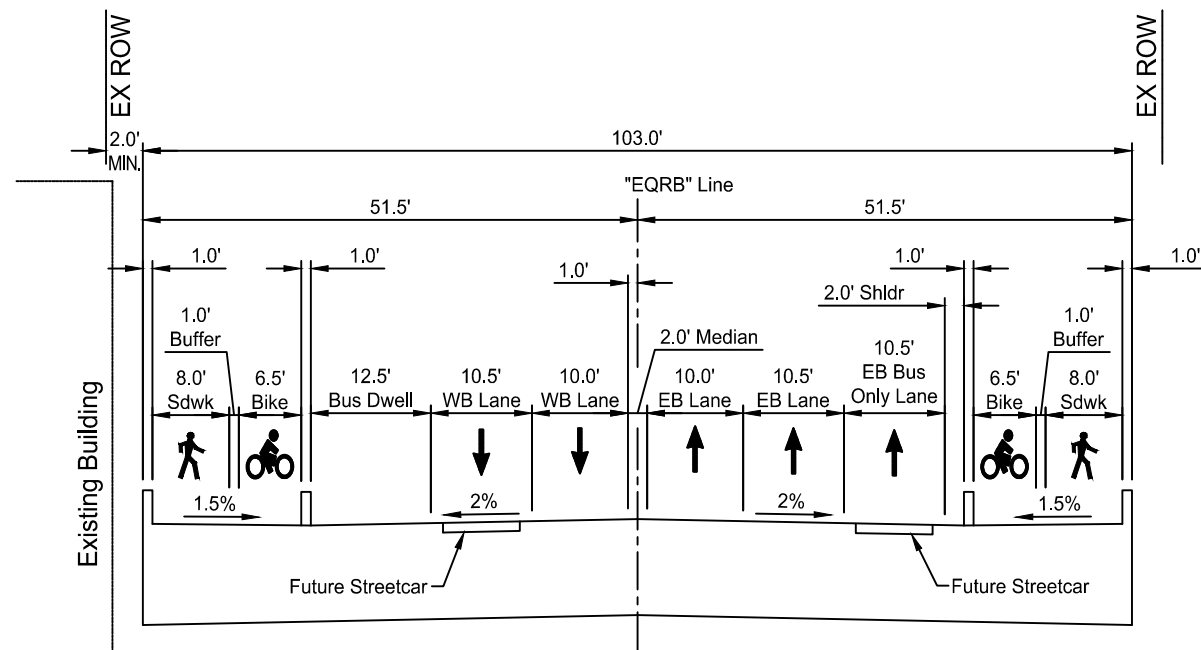 EX ROW
EX ROW
2.0'
MIN.
103.0'
"EQRB" Line
51.5'
51.5'
1.0'
1.0'
1.0'
1.0'
1.0'
2.0' Shldr
1.0'
Buffer
2.0' Median
1.0'
Buffer
8.0'
Sdwk
6.5'
Bike
12.5'
Bus Dwell
10.5'
WB Lane
10.0'
WB Lane
10.0'
EB Lane
10.5'
EB Lane
10.5'
EB Bus
Only Lane
6.5'
Bike
8.0'
Sdwk
Existing Building
1.5%
2%
2%
1.5%
Future Streetcar
Future Streetcar